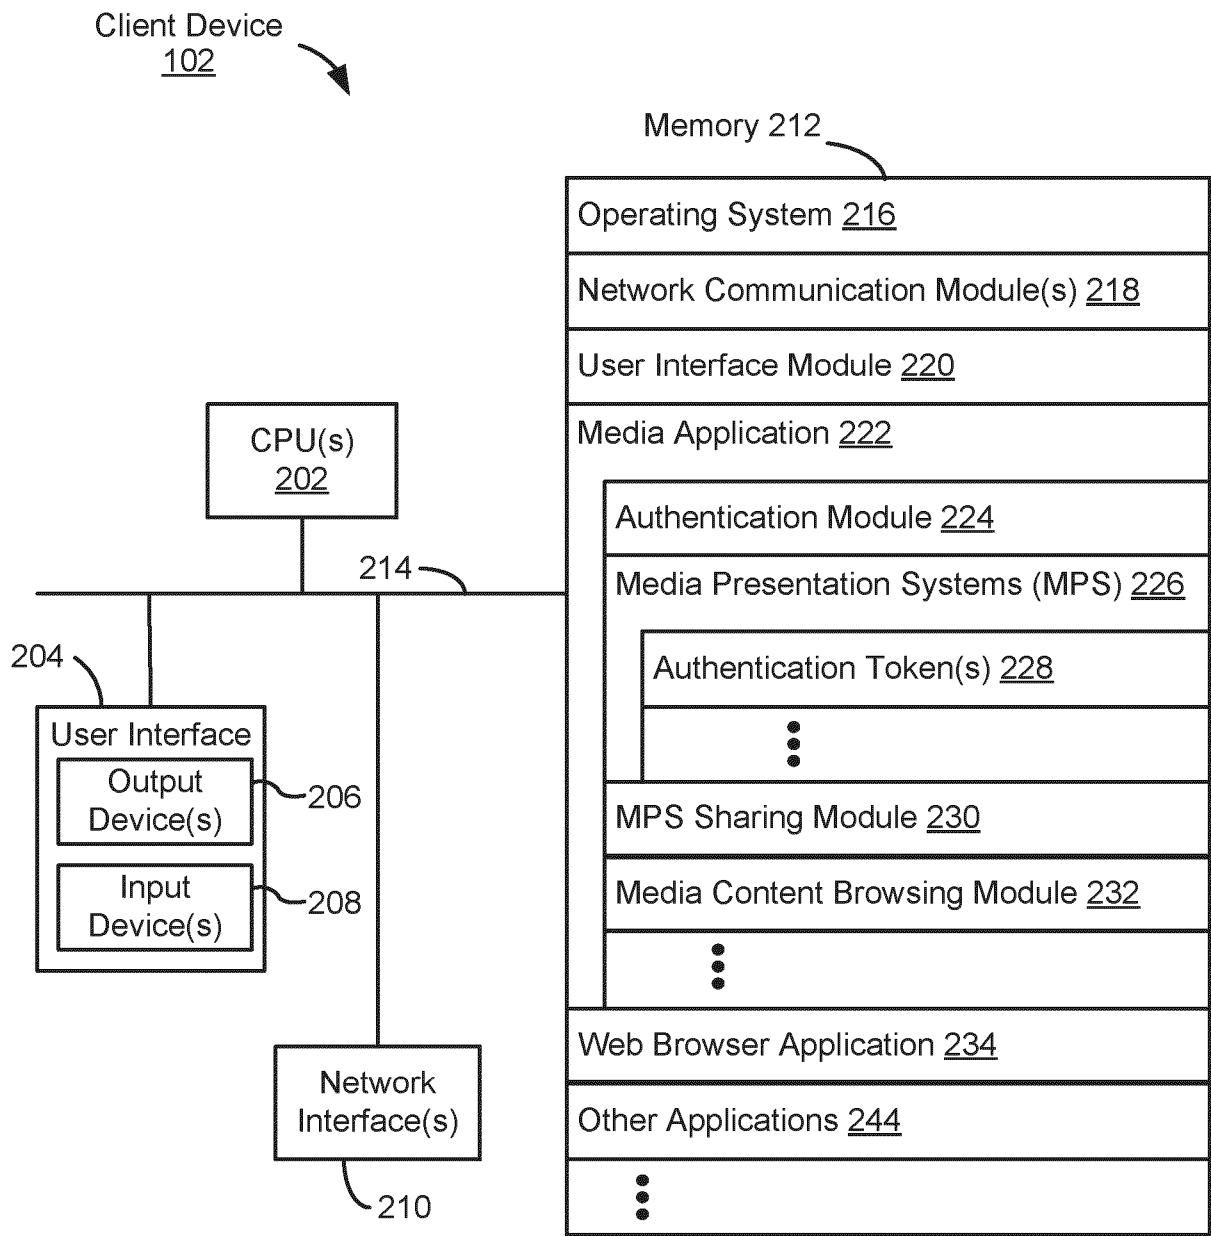 Client Device
102
Memory 212
Operating System 216
Network Communication Module(s) 218
User Interface Module 220
Media Application 222
Authentication Module 224
Media Presentation Systems (MPS) 226
Authentication Token(s) 228
MPS Sharing Module 230
Media Content Browsing Module 232
Web Browser Application 234
Other Applications 244
CPU(s)
202
214
204
User Interface
Output
Device(s)
206
Input
Device(s)
208
Network
Interface(s)
210